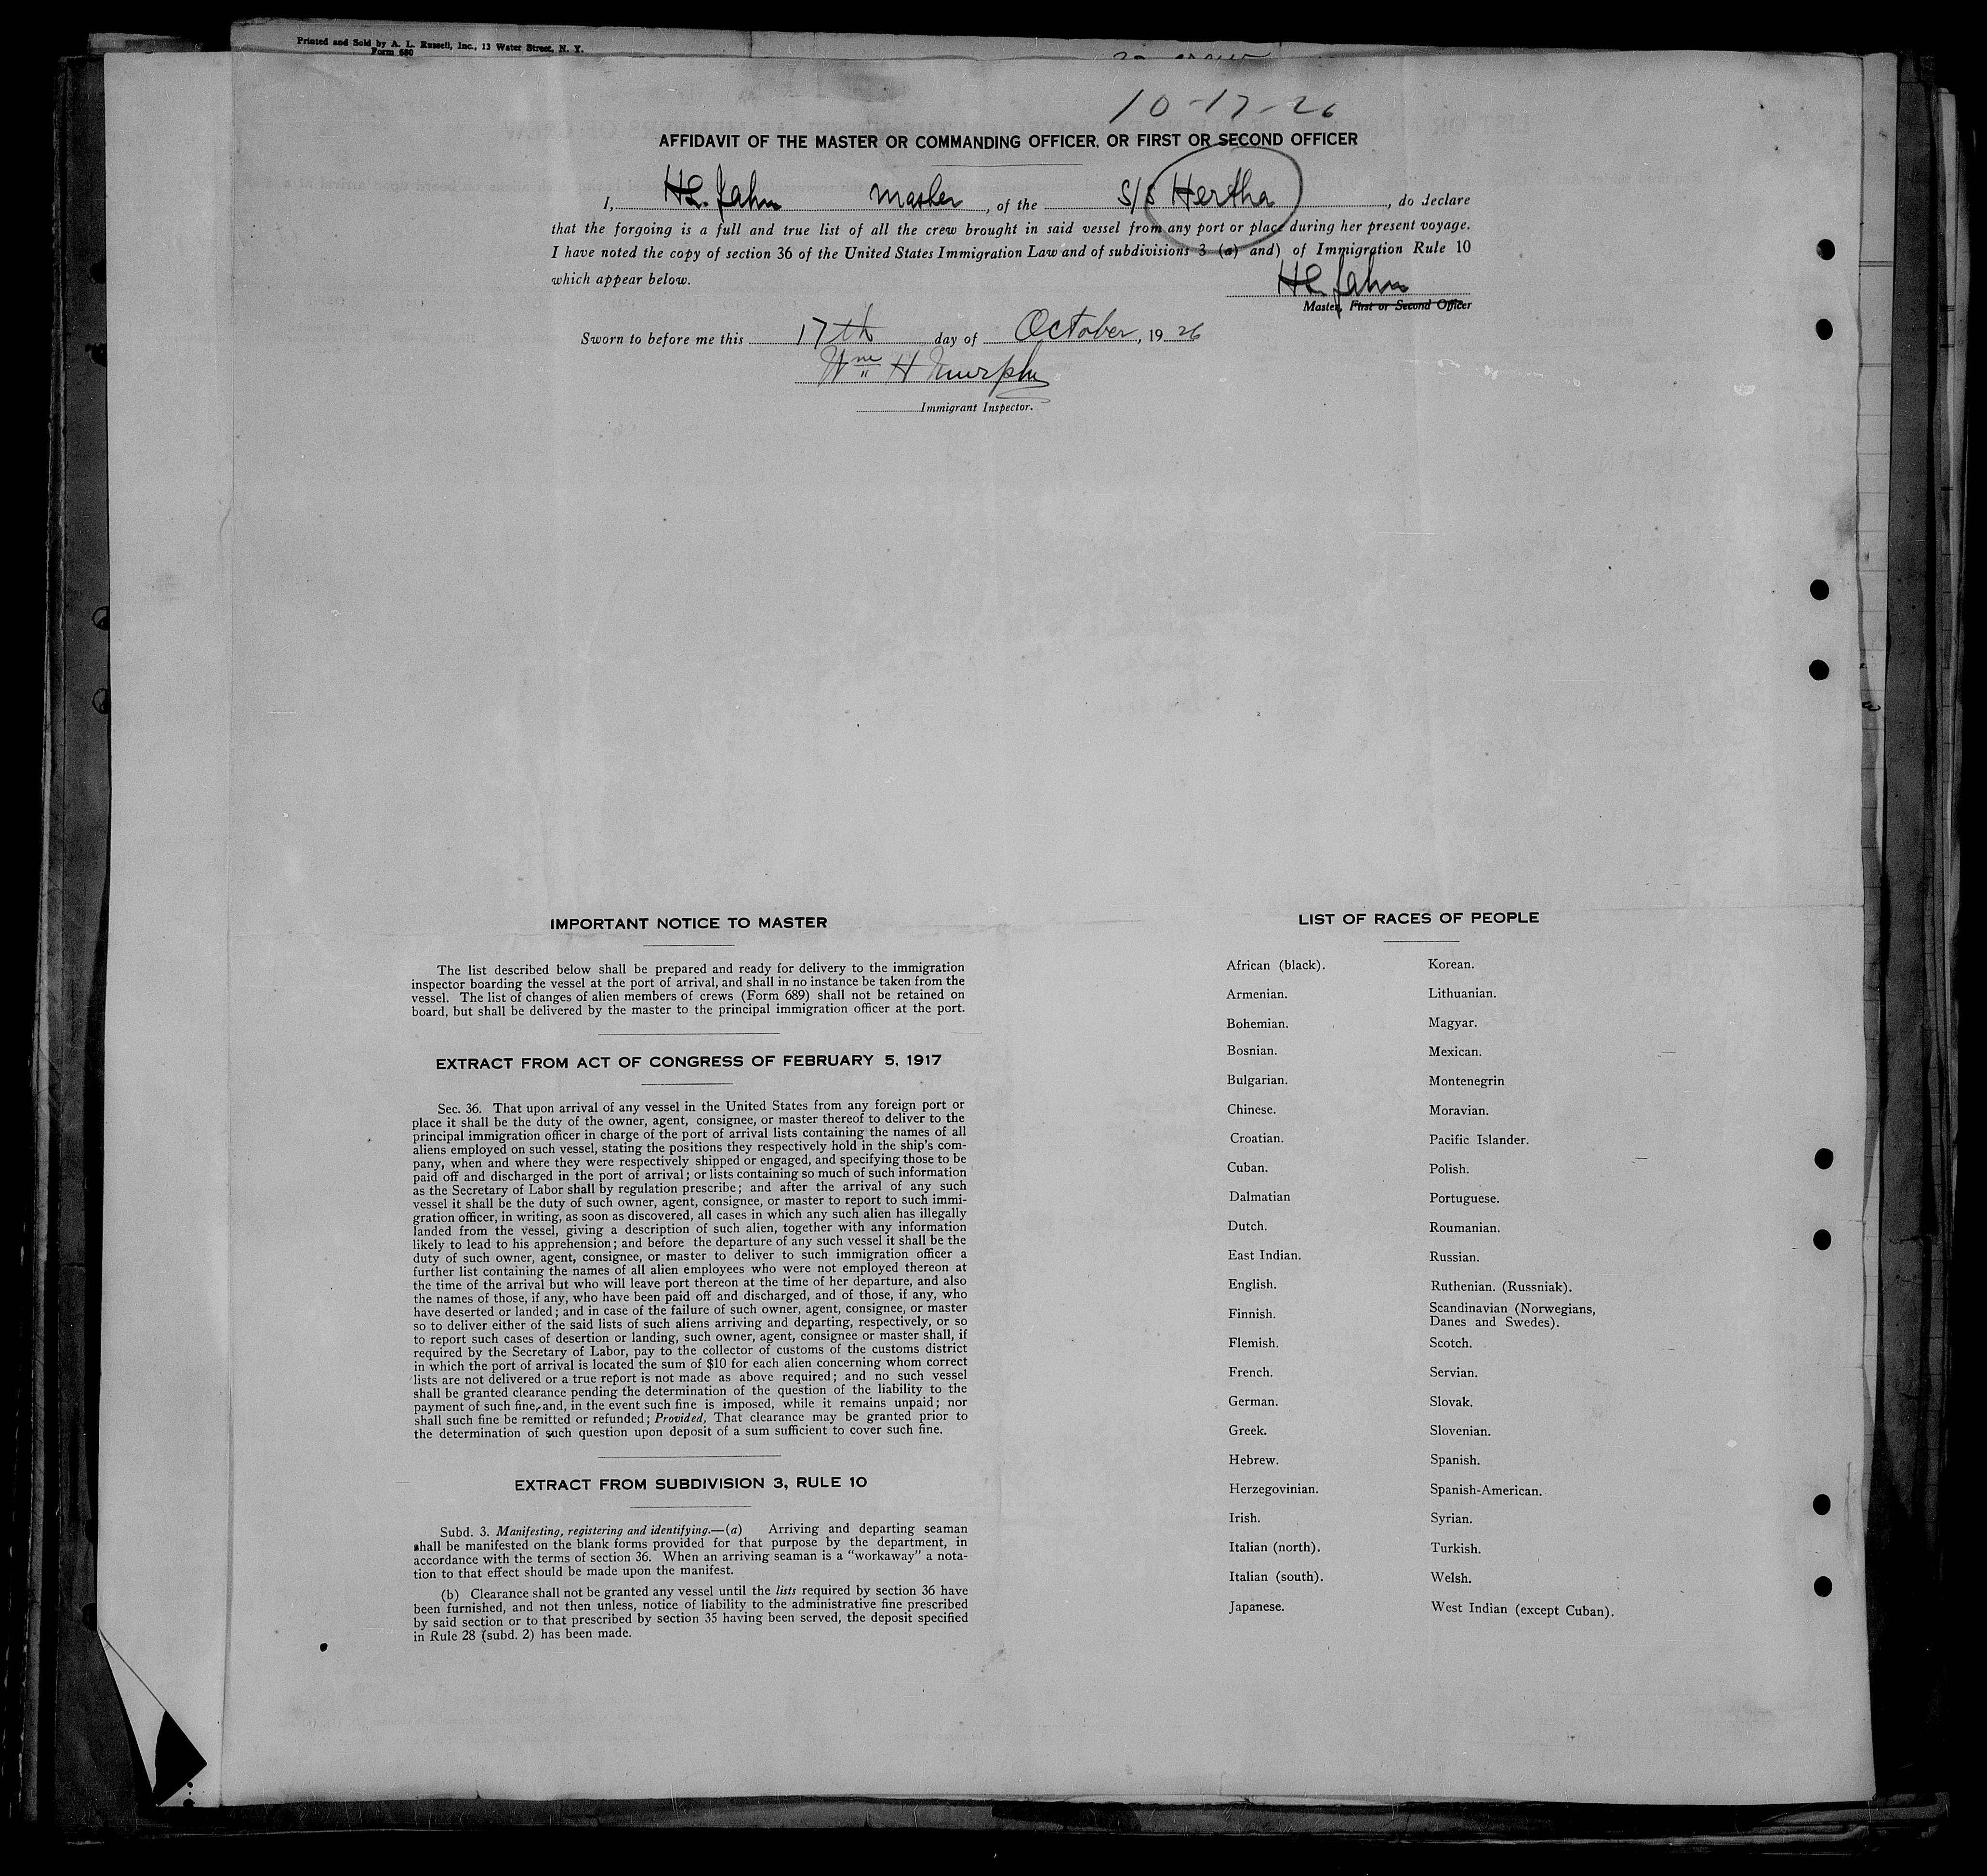 Printed and Sold by A. L. Russell, Inc., 13 Water Street, N. Y.
Form 680
crew
10-17-26
AFFIDAVIT OF THE MASTER OR COMMANDING OFFICER, OR FIRST OR SECOND OFFICER
I, Jahn master, of the S/S Hertha, do declare
that the forgoing is a full and true list of all the crew brought in said vessel from any port or place during her present voyage.
I have noted the copy of section 36 of the United States Immigration Law and of subdivisions 3 (a) and) of Immigration Rule 10
which appear below.
Jahn
Master, First or Second Officer
Sworn to before me this 17th day of October, 1926
Wm H Murphy
Immigrant Inspector.
IMPORTANT NOTICE TO MASTER
The list described below shall be prepared and ready for delivery to the immigration
inspector boarding the vessel at the port of arrival, and shall in no instance be taken from the
vessel. The list of changes of alien members of crews (Form 689) shall not be retained on
board, but shall be delivered by the master to the principal immigration officer at the port.
EXTRACT FROM ACT OF CONGRESS OF FEBRUARY 5, 1917
Sec. 36. That upon arrival of any vessel in the United States from any foreign port or
place it shall be the duty of the owner, agent, consignee, or master thereof to deliver to the
principal immigration officer in charge of the port of arrival lists containing the names of all
aliens employed on such vessel, stating the positions they respectively hold in the ship's com-
pany, when and where they were respectively shipped or engaged, and specifying those to be
paid off and discharged in the port of arrival; or lists containing so much of such information
as the Secretary of Labor shall by regulation prescribe; and after the arrival of any such
vessel it shall be the duty of such owner, agent, consignee, or master to report to such immi-
gration officer, in writing, as soon as discovered, all cases in which any such alien has illegally
landed from the vessel, giving a description of such alien, together with any information
likely to lead to his apprehension; and before the departure of any such vessel it shall be the
duty of such owner, agent, consignee, or master to deliver to such immigration officer a
further list containing the names of all alien employees who were not employed thereon at
the time of the arrival but who will leave port thereon at the time of her departure, and also
the names of those, if any, who have been paid off and discharged, and of those, if any, who
have deserted or landed; and in case of the failure of such owner, agent, consignee, or master
so to deliver either of the said lists of such aliens arriving and departing, respectively, or so
to report such cases of desertion or landing, such owner, agent, consignee or master shall, if
required by the Secretary of Labor, pay to the collector of customs of the customs district
in which the port of arrival is located the sum of $10 for each alien concerning whom correct
lists are not delivered or a true report is not made as above required; and no such vessel
shall be granted clearance pending the determination of the question of the liability to the
payment of such fine, and, in the event such fine is imposed, while it remains unpaid; nor
shall such fine be remitted or refunded; Provided, That clearance may be granted prior to
the determination of such question upon deposit of a sum sufficient to cover such fine.
EXTRACT FROM SUBDIVISION 3, RULE 10
Subd. 3. Manifesting, registering and identifying.—(a) Arriving and departing seaman
shall be manifested on the blank forms provided for that purpose by the department, in
accordance with the terms of section 36. When an arriving seaman is a "workaway" a nota-
tion to that effect should be made upon the manifest.
(b) Clearance shall not be granted any vessel until the lists required by section 36 have
been furnished, and not then unless, notice of liability to the administrative fine prescribed
by said section or to that prescribed by section 35 having been served, the deposit specified
in Rule 28 (subd. 2) has been made.
LIST OF RACES OF PEOPLE
African (black).
Armenian.
Bohemian.
Bosnian.
Bulgarian.
Chinese.
Croatian.
Cuban.
Dalmatian
Dutch.
East Indian.
English.
Finnish.
Flemish.
French.
German.
Greek.
Hebrew.
Herzegovinian.
Irish.
Italian (north).
Italian (south).
Japanese.
Korean.
Lithuanian.
Magyar.
Mexican.
Montenegrin
Moravian.
Pacific Islander.
Polish.
Portuguese.
Roumanian.
Russian.
Ruthenian. (Russniak).
Scandinavian (Norwegians,
Danes and Swedes).
Scotch.
Servian.
Slovak.
Slovenian.
Spanish.
Spanish-American.
Syrian.
Turkish.
Welsh.
West Indian (except Cuban).